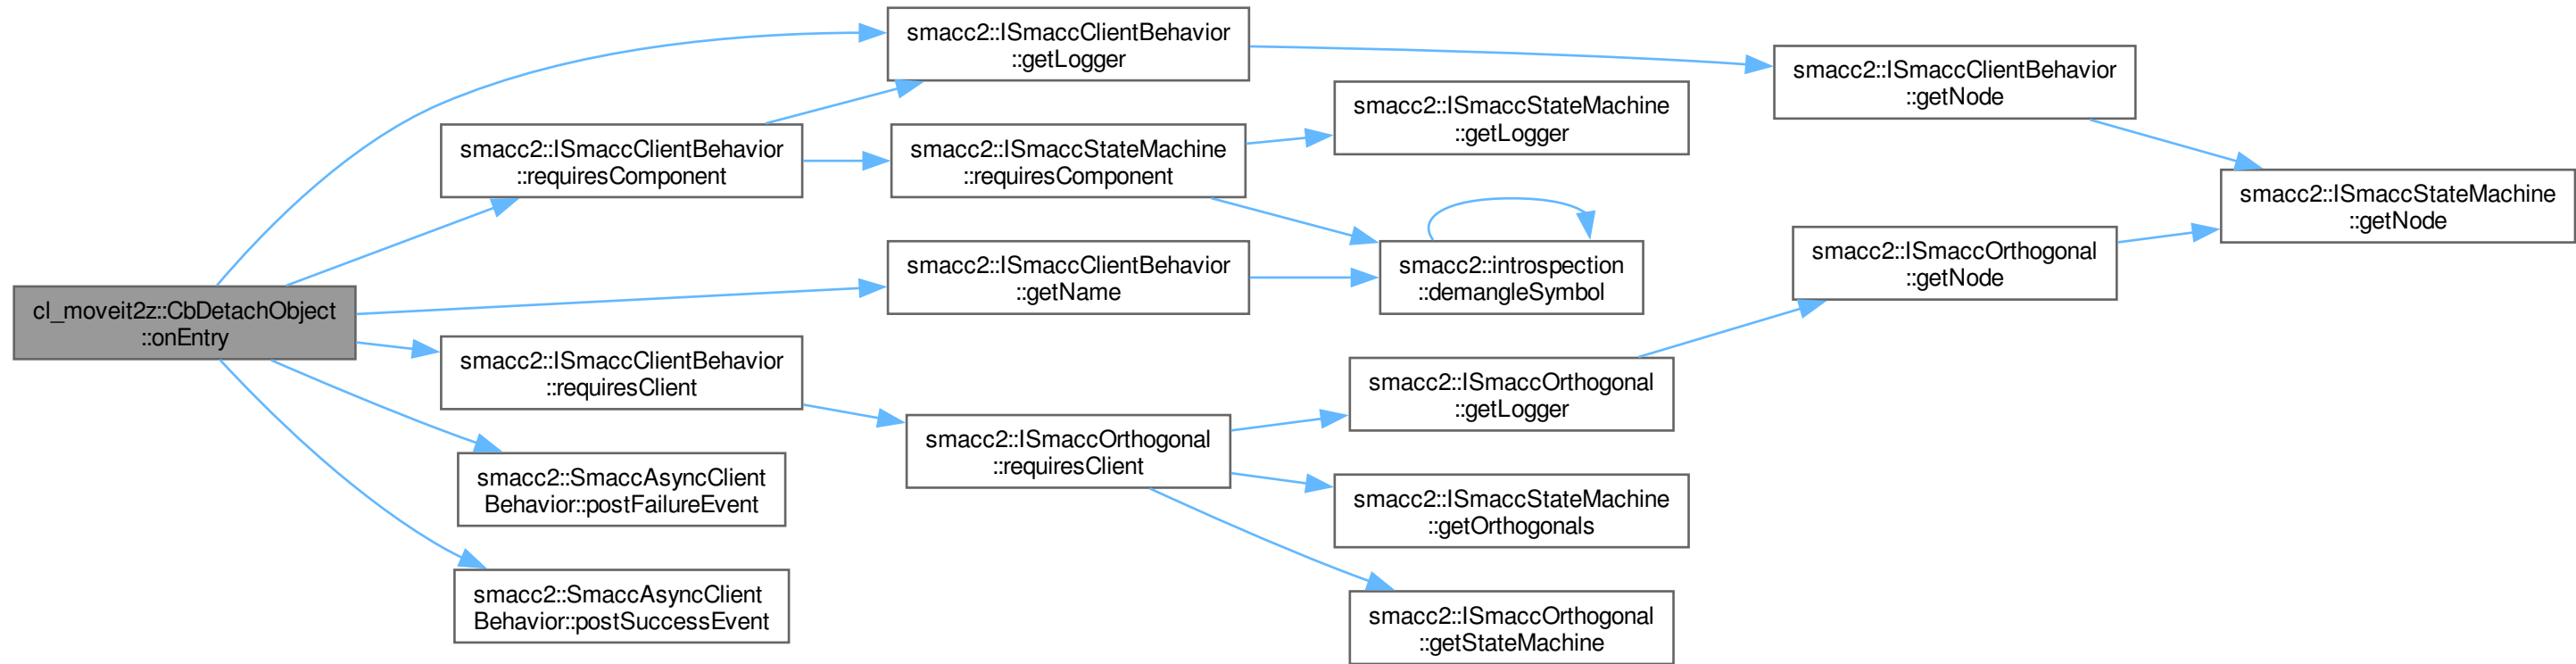 cl_moveit2z::CbDetachObject
::onEntry
smacc2::ISmaccClientBehavior
::getLogger
smacc2::ISmaccClientBehavior
::requiresComponent
smacc2::ISmaccStateMachine
::requiresComponent
smacc2::ISmaccStateMachine
::getLogger
smacc2::ISmaccClientBehavior
::getNode
smacc2::ISmaccStateMachine
::getNode
smacc2::ISmaccClientBehavior
::getName
smacc2::introspection
::demangleSymbol
smacc2::ISmaccOrthogonal
::getNode
smacc2::ISmaccClientBehavior
::requiresClient
smacc2::ISmaccOrthogonal
::requiresClient
smacc2::ISmaccOrthogonal
::getLogger
smacc2::ISmaccStateMachine
::getOrthogonals
smacc2::ISmaccOrthogonal
::getStateMachine
smacc2::SmaccAsyncClient
Behavior::postFailureEvent
smacc2::SmaccAsyncClient
Behavior::postSuccessEvent